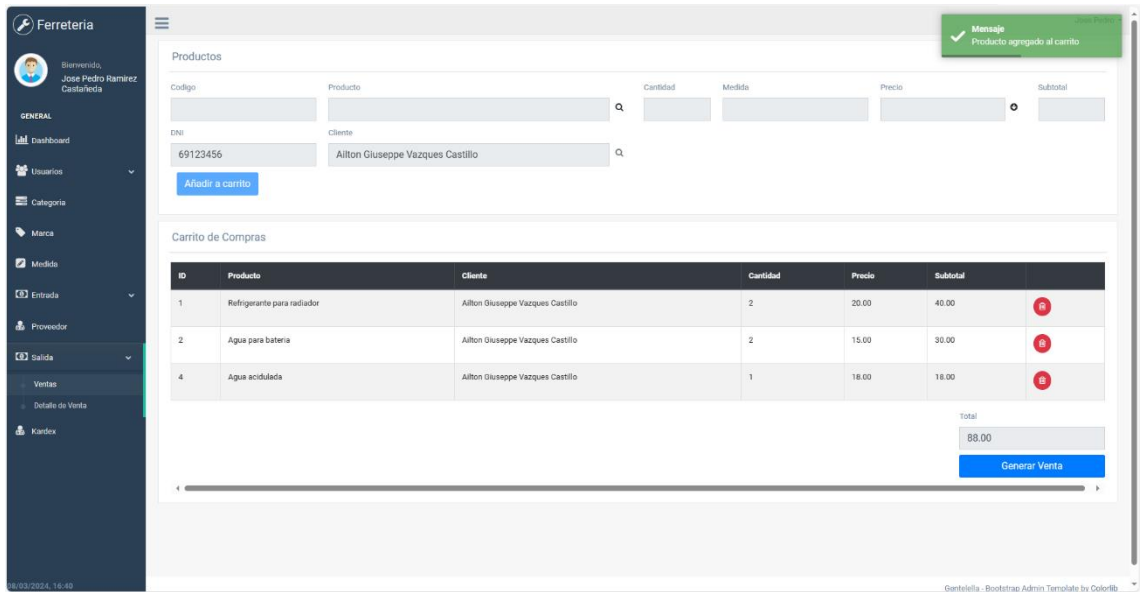 Ferreteria
Bienvenido,
Jose Pedro Ramirez
Castañeda
GENERAL
Dashboard
Usuarios
Categoria
Marca
Medida
Entrada
Proveedor
Salida
Ventas
Detalle de Venta
Kardex
08/03/2024, 16:40
Jose Pedro
Mensaje
Producto agregado al carrito
Productos
Codigo Producto Cantidad Medida Precio Subtotal
DNI Cliente
69123456 Ailton Giuseppe Vazques Castillo
Añadir a carrito
Carrito de Compras
ID Producto Cliente Cantidad Precio Subtotal
1 Refrigerante para radiador Ailton Giuseppe Vazques Castillo 2 20.00 40.00
2 Agua para bateria Ailton Giuseppe Vazques Castillo 2 15.00 30.00
4 Agua acidulada Ailton Giuseppe Vazques Castillo 1 18.00 18.00
Total
88.00
Generar Venta
Gentelella - Bootstrap Admin Template by Colorlib